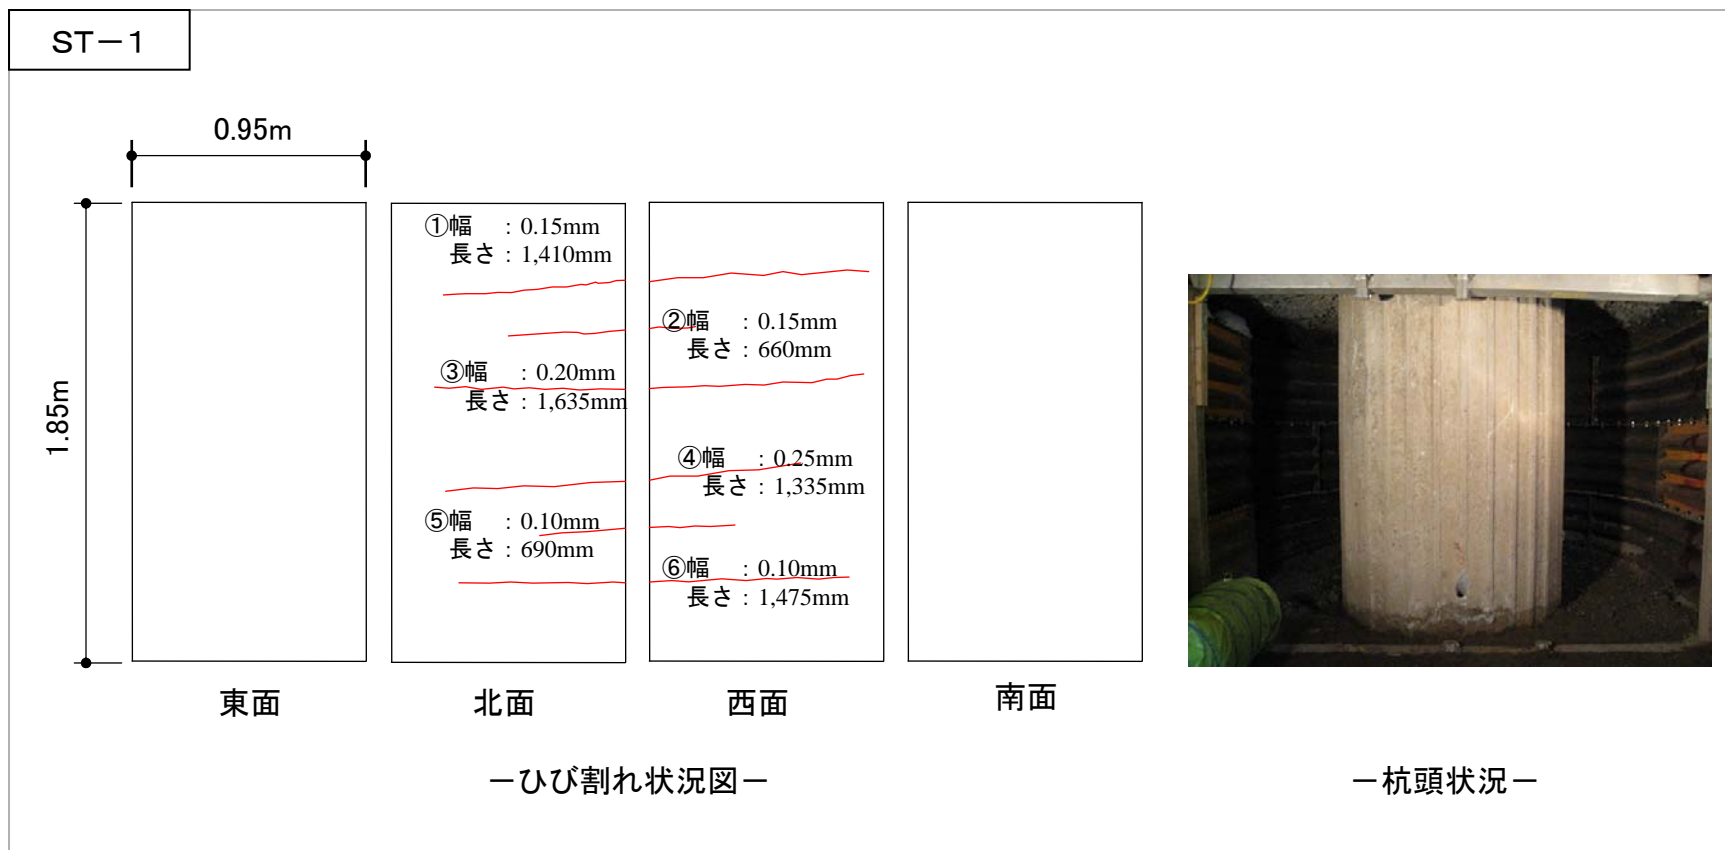 ST－1
0.95m
1.85m
①幅　：0.15mm
長さ：1,410mm
②幅　：0.15mm
長さ：660mm
③幅　：0.20mm
長さ：1,635mm
④幅　：0.25mm
長さ：1,335mm
⑤幅　：0.10mm
長さ：690mm
⑥幅　：0.10mm
長さ：1,475mm
東面
北面
西面
南面
－ひび割れ状況図－
－杭頭状況－